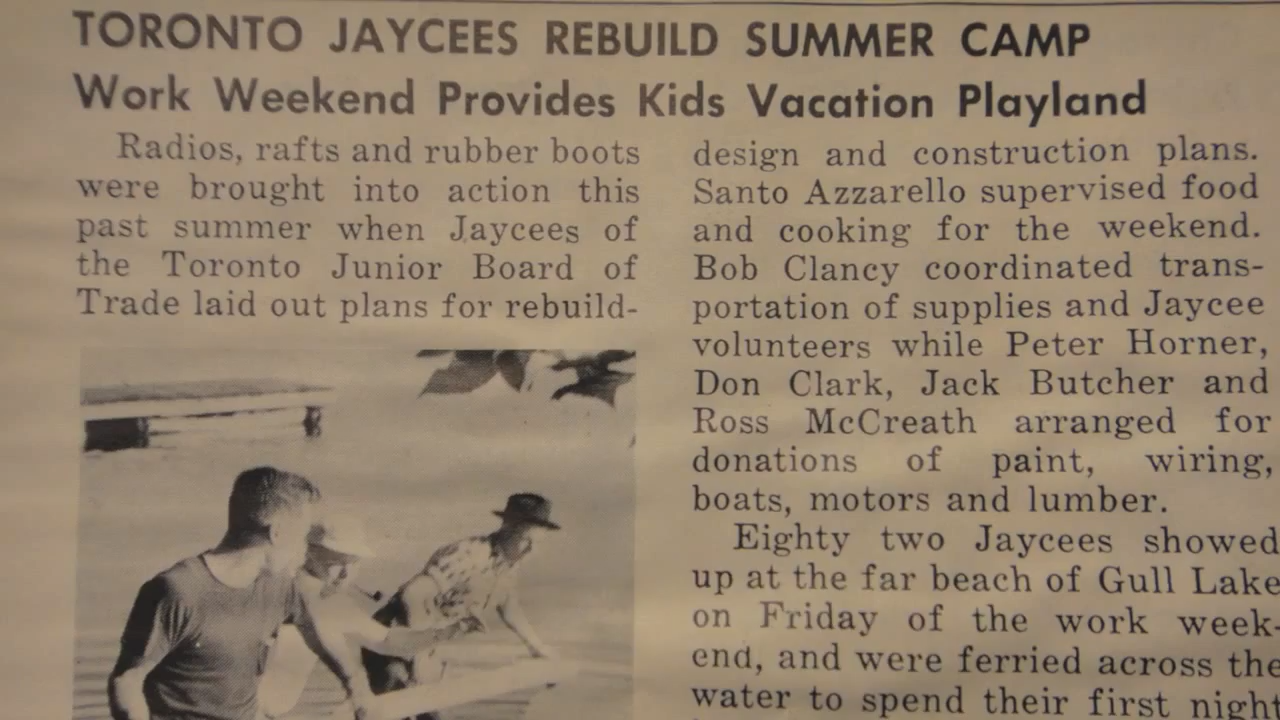 TORONTO JAYCEES REBUILD SUMMER CAMP
Work Weekend Provides Kids Vacation Playland
Radios, rafts and rubber boots
were brought into action this
past summer when Jaycees of
the Toronto Junior Board of
Trade laid out plans for rebuild-
design and construction plans.
Santo Azzarello supervised food
and cooking for the weekend.
Bob Clancy coordinated trans-
portation of supplies and Jaycee
volunteers while Peter Horner,
Don Clark, Jack Butcher and
Ross McCreath arranged for
donations of paint, wiring,
boats, motors and lumber.
Eighty two Jaycees showed
up at the far beach of Gull Lake
on Friday of the work week-
end, and were ferried across the
water to spend their first night